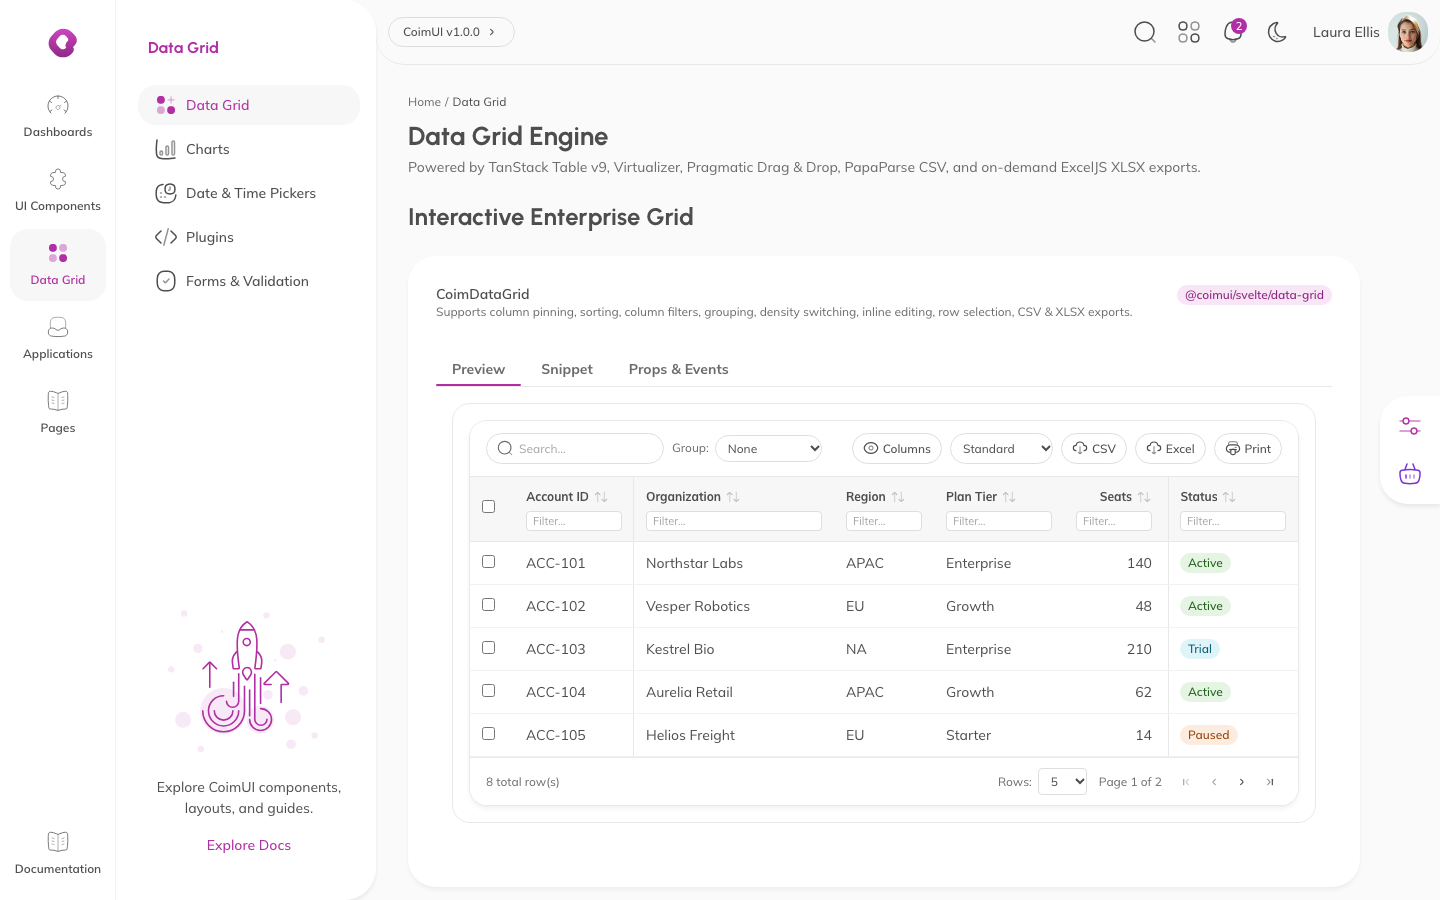 CoimUI v1.0.0
2
Laura Ellis
Dashboards
UI Components
Data Grid
Applications
Pages
Documentation
Data Grid
Data Grid
Charts
Date & Time Pickers
Plugins
Forms & Validation
Explore CoimUI components,
layouts, and guides.
Explore Docs
Home / Data Grid
Data Grid Engine
Powered by TanStack Table v9, Virtualizer, Pragmatic Drag & Drop, PapaParse CSV, and on-demand ExcelJS XLSX exports.
Interactive Enterprise Grid
CoimDataGrid
@coimui/svelte/data-grid
Supports column pinning, sorting, column filters, grouping, density switching, inline editing, row selection, CSV & XLSX exports.
Preview Snippet Props & Events
Search... Group: None Columns Standard CSV Excel Print
Account ID Organization Region Plan Tier Seats Status
Filter... Filter... Filter... Filter... Filter... Filter...
ACC-101 Northstar Labs APAC Enterprise 140 Active
ACC-102 Vesper Robotics EU Growth 48 Active
ACC-103 Kestrel Bio NA Enterprise 210 Trial
ACC-104 Aurelia Retail APAC Growth 62 Active
ACC-105 Helios Freight EU Starter 14 Paused
8 total row(s) Rows: 5 Page 1 of 2